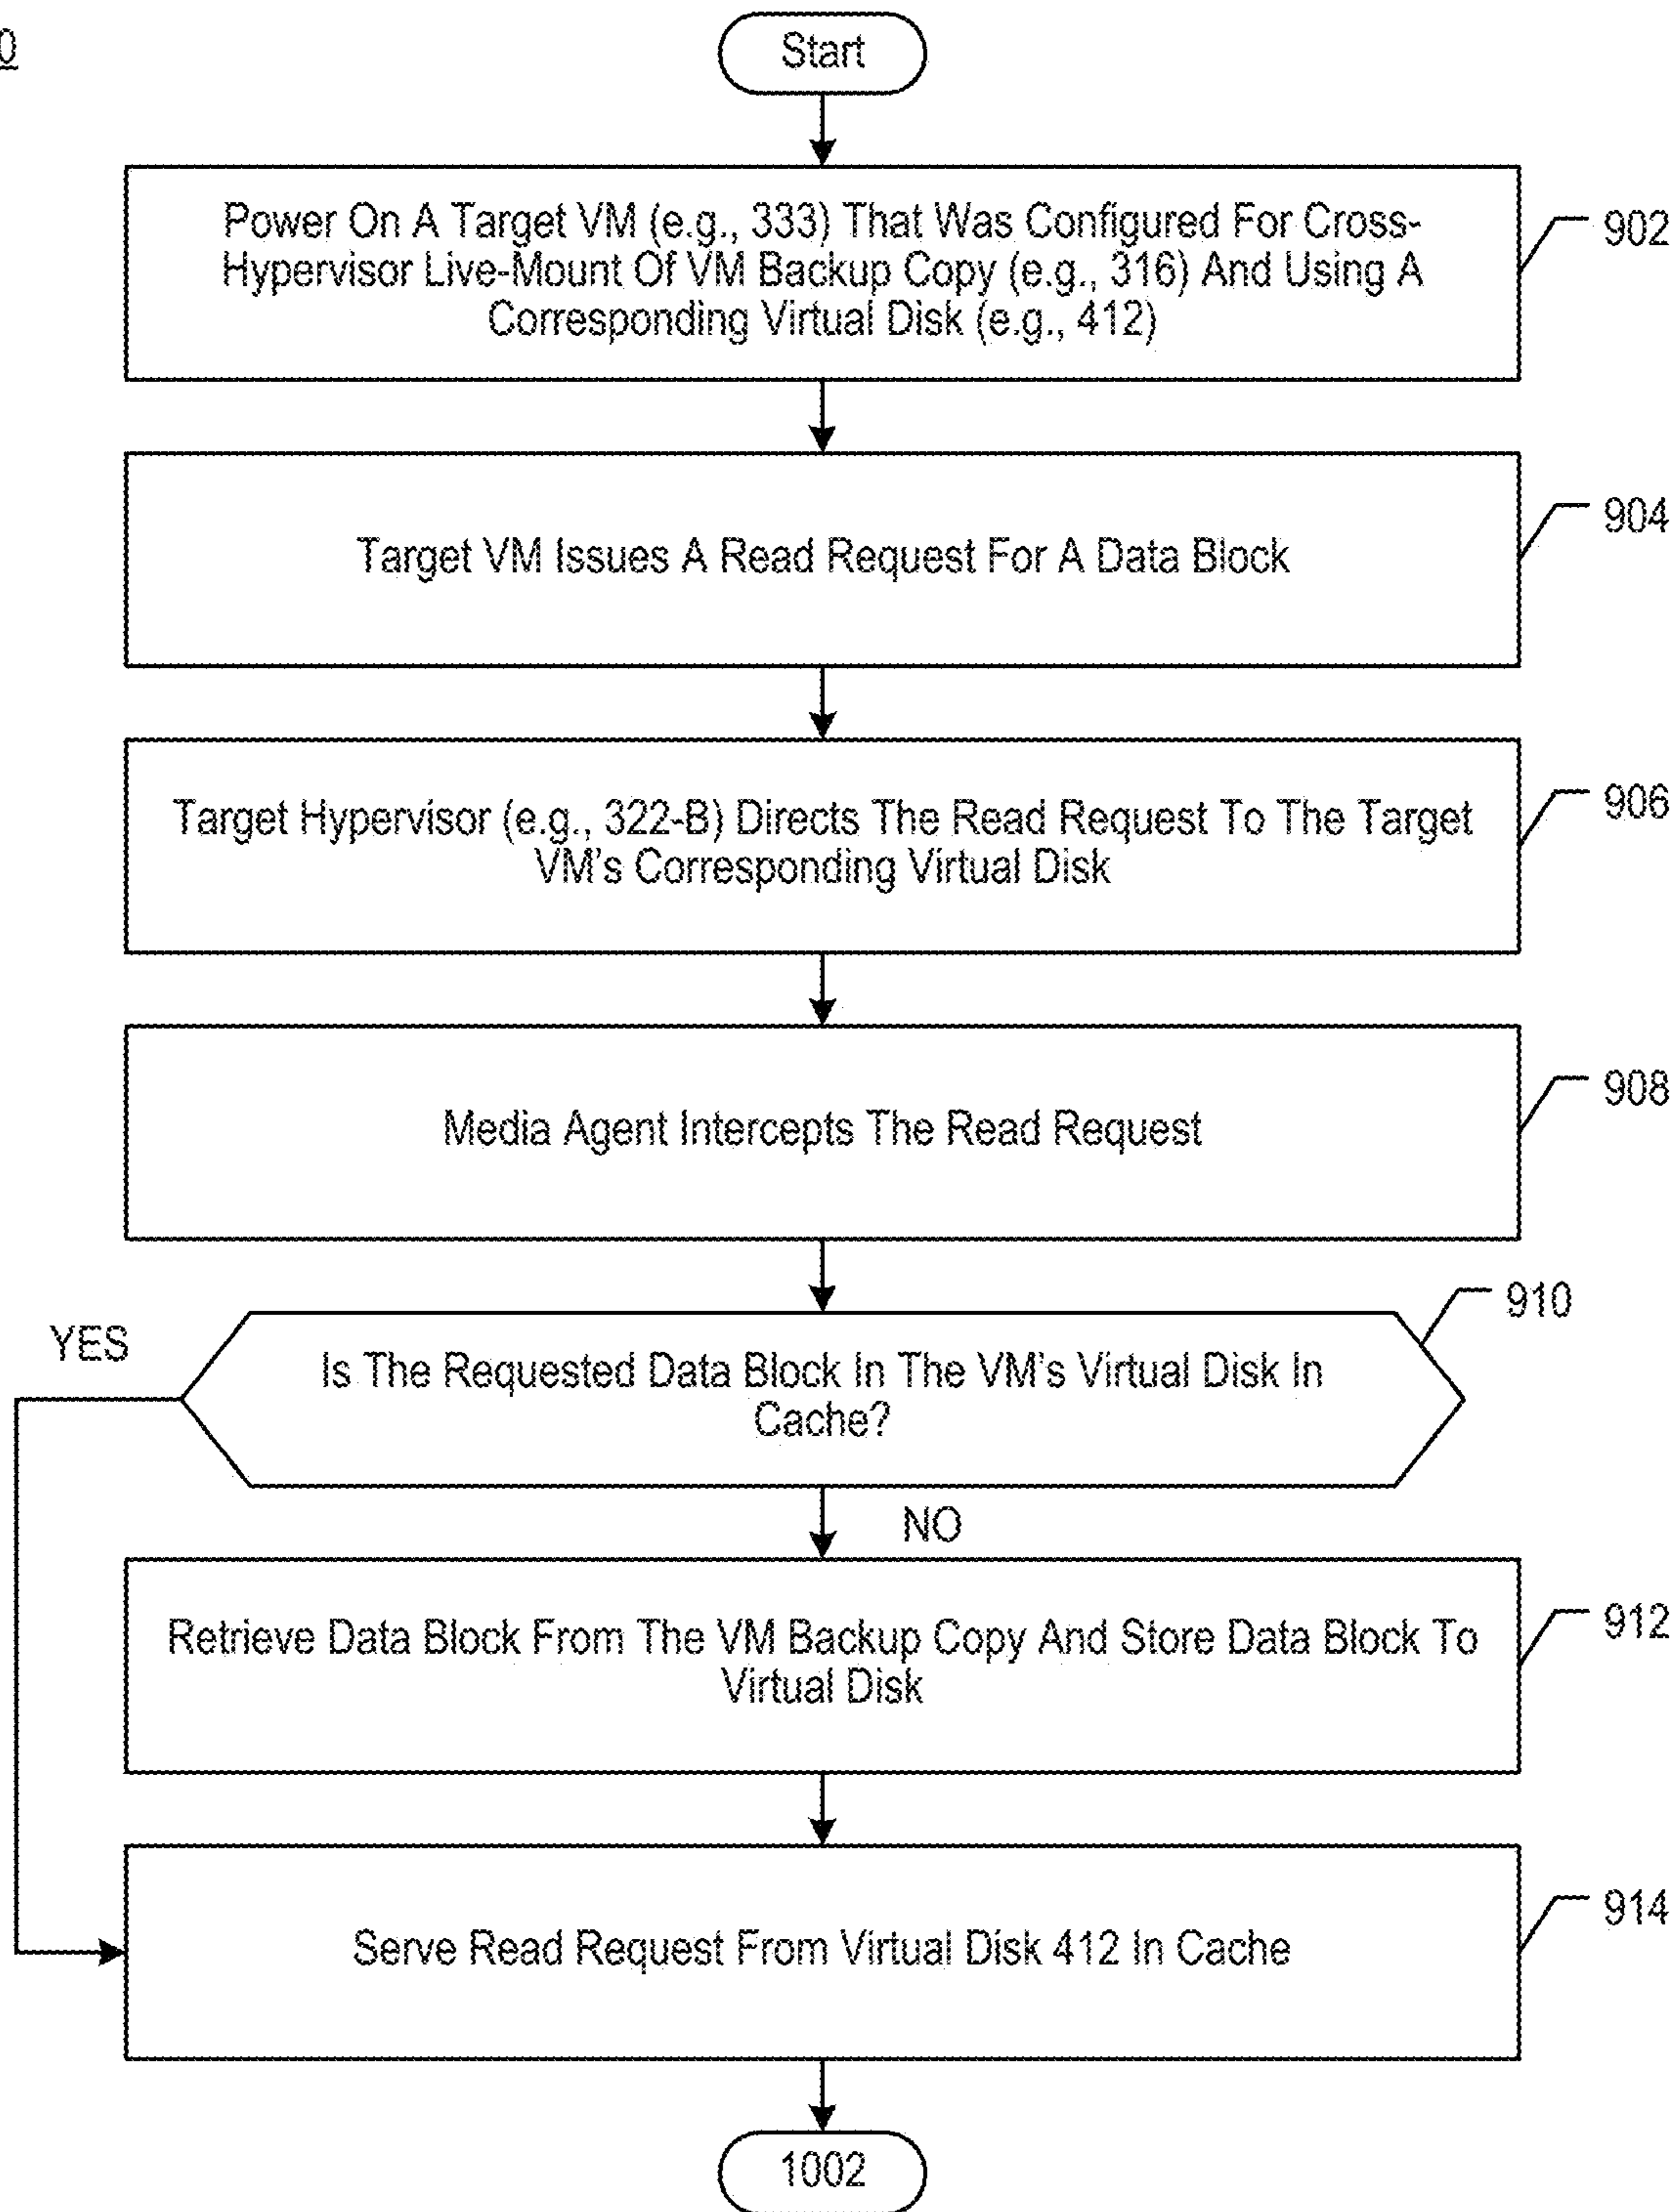 0
Start
Power On A Target VM (e.g., 333) That Was Configured For Cross-
Hypervisor Live-Mount Of VM Backup Copy (e.g., 316) And Using A
Corresponding Virtual Disk (e.g., 412)
902
Target VM Issues A Read Request For A Data Block
904
Target Hypervisor (e.g., 322-B) Directs The Read Request To The Target
VM's Corresponding Virtual Disk
906
Media Agent Intercepts The Read Request
908
910
YES
Is The Requested Data Block In The VM's Virtual Disk In
Cache?
NO
Retrieve Data Block From The VM Backup Copy And Store Data Block To
Virtual Disk
912
Serve Read Request From Virtual Disk 412 In Cache
914
1002